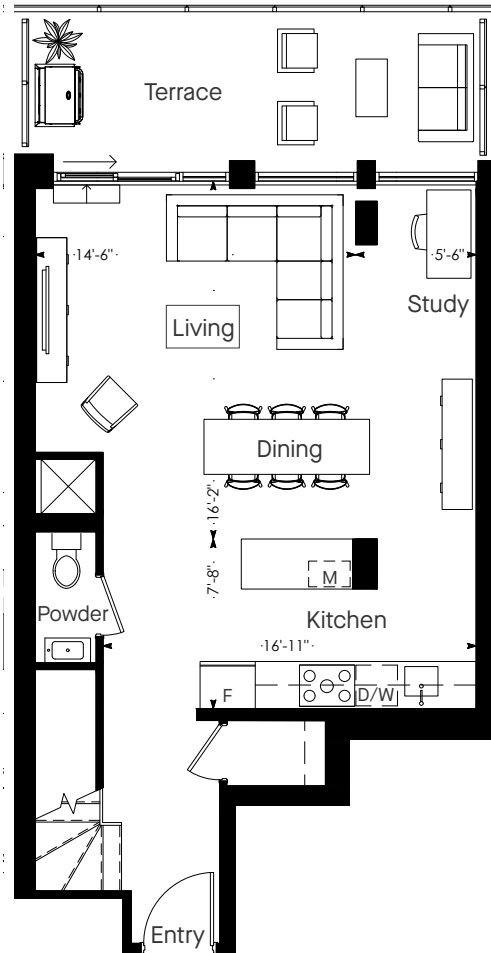 Terrace
·14'-6"·
·5'-6"·
Study
Living
Dining
·16'-2"·
·7'-8"·
M
Powder
Kitchen
·16'-11"·
F
D/W
Entry